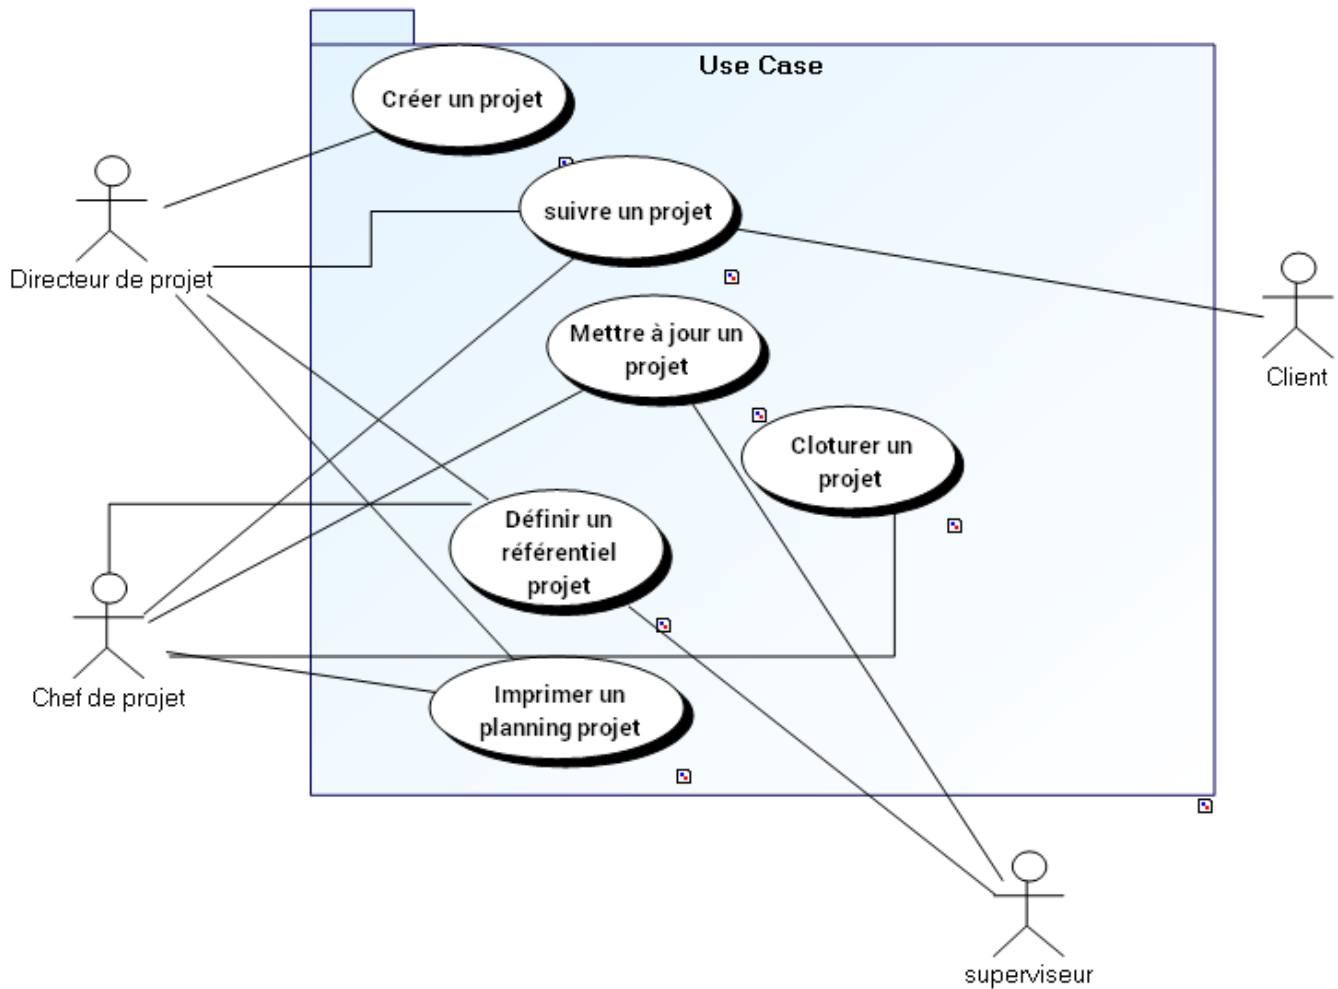 Use Case
Créer un projet
suivre un projet
Directeur de projet
Mettre à jour un
projet
Client
Cloturer un
projet
Définir un
référentiel
projet
Chef de projet
Imprimer un
planning projet
superviseur